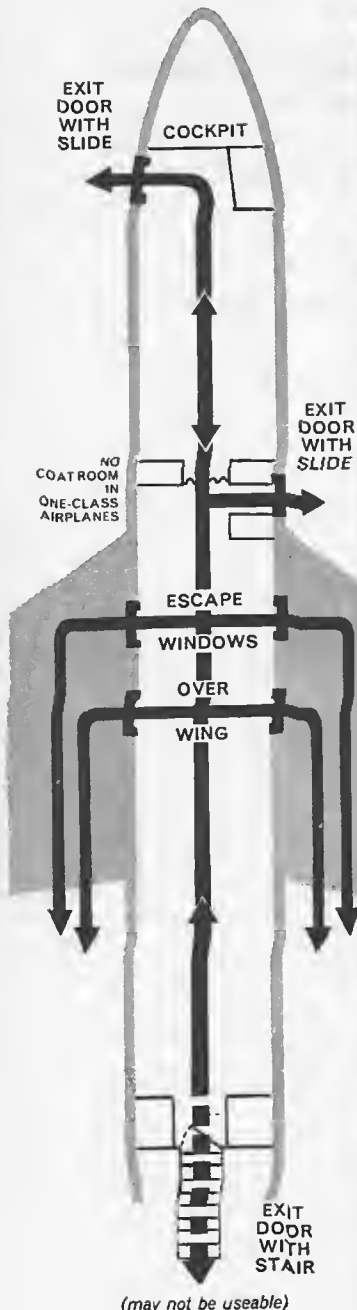 EXIT
DOOR
WITH
SLIDE
COCKPIT
EXIT
DOOR
WITH
SLIDE
NO
COATROOM
IN
ONE-CLASS
AIRPLANES
ESCAPE
WINDOWS
OVER
WING
EXIT
DOOR
WITH
STAIR
(may not be useable)